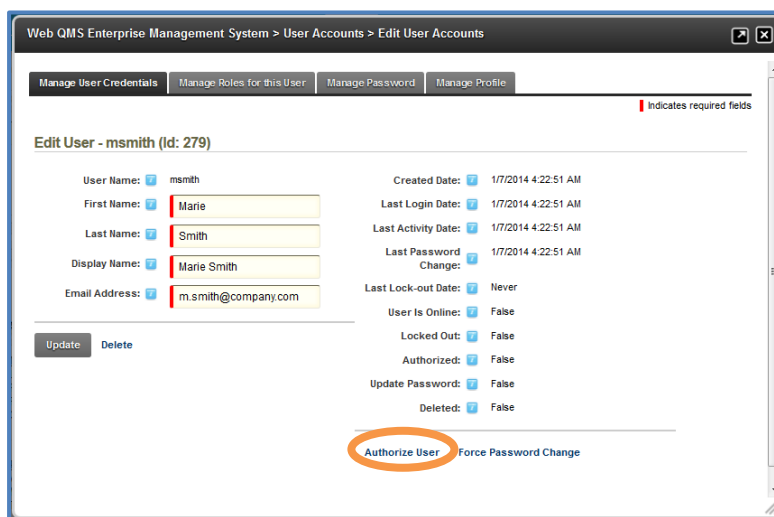 Web QMS Enterprise Management System > User Accounts > Edit User Accounts
Manage User Credentials Manage Roles for this User Manage Password Manage Profile
Indicates required fields
Edit User - msmith (Id: 279)
User Name: msmith
First Name: Marie
Last Name: Smith
Display Name: Marie Smith
Email Address: m.smith@company.com
Update Delete
Created Date: 1/7/2014 4:22:51 AM
Last Login Date: 1/7/2014 4:22:51 AM
Last Activity Date: 1/7/2014 4:22:51 AM
Last Password 1/7/2014 4:22:51 AM
Change:
Last Lock-out Date: Never
User Is Online: False
Locked Out: False
Authorized: False
Update Password: False
Deleted: False
Authorize User Force Password Change